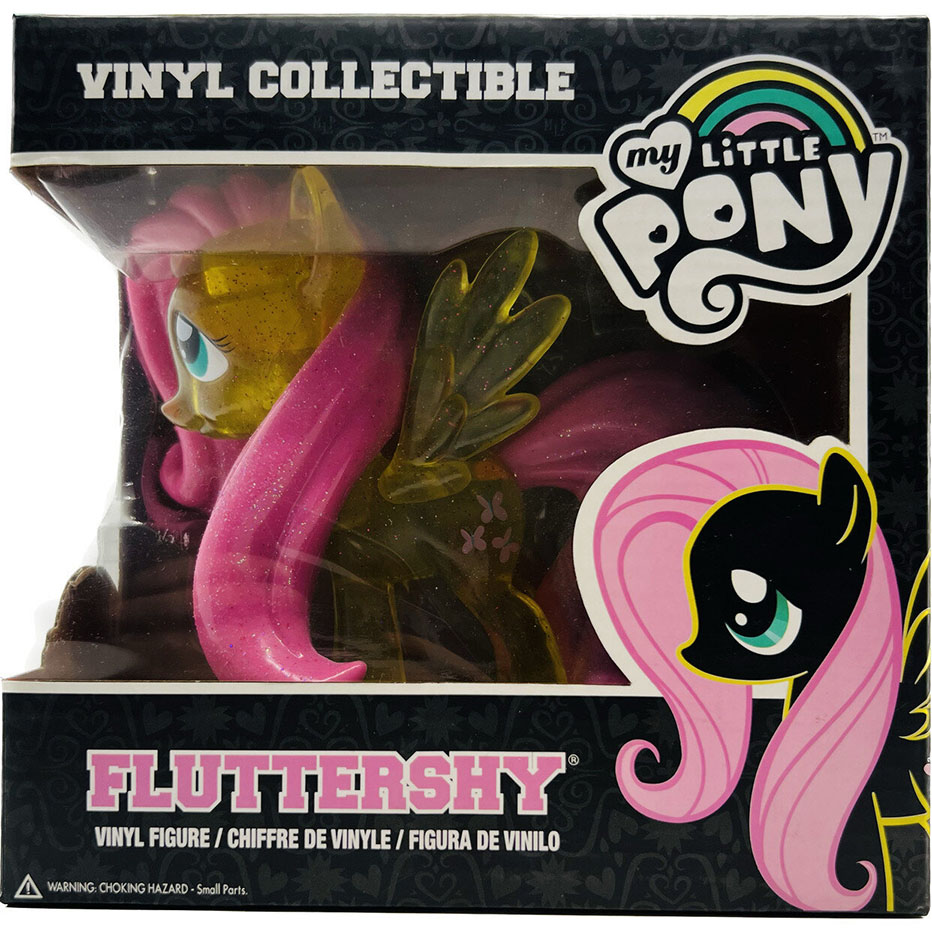 VINYL COLLECTIBLE
my LiTTLE ™
PONY
FLUTTERSHY®
VINYL FIGURE / CHIFFRE DE VINYLE / FIGURA DE VINILO
WARNING: CHOKING HAZARD - Small Parts.